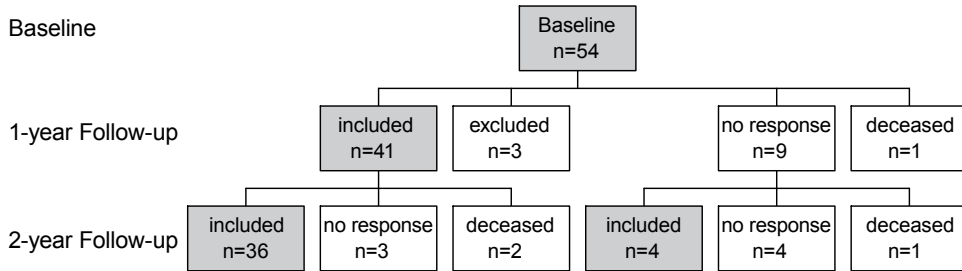 Baseline
Baseline
n=54
1-year Follow-up
included
n=41
excluded
n=3
no response
n=9
deceased
n=1
2-year Follow-up
included
n=36
no response
n=3
deceased
n=2
included
n=4
no response
n=4
deceased
n=1